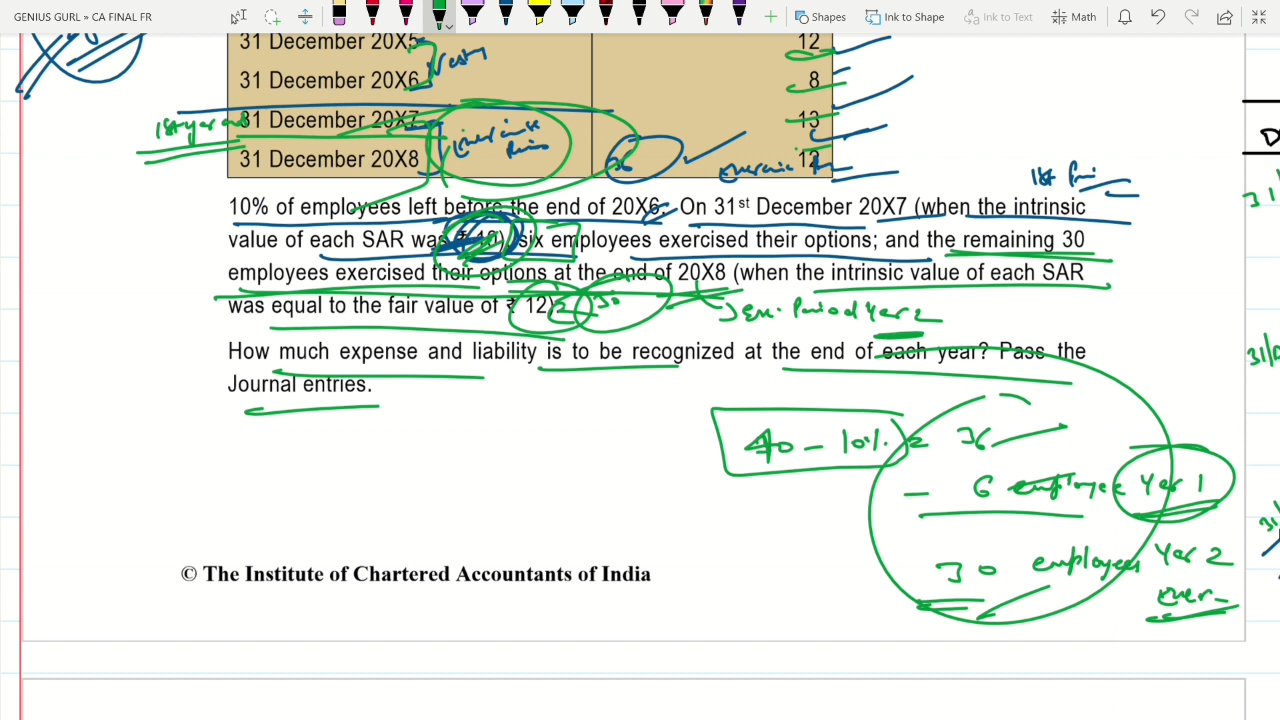 GENIUS GURL » CA FINAL FR
Shapes Ink to Shape Ink to Text Math
31 December 20X5 12
31 December 20X6 8
31 December 20X7 13
31 December 20X8 12
36
10% of employees left before the end of 20X6. On 31st December 20X7 (when the intrinsic
value of each SAR was ₹ 10), six employees exercised their options; and the remaining 30
employees exercised their options at the end of 20X8 (when the intrinsic value of each SAR
was equal to the fair value of ₹ 12).
30
Period Year 2
How much expense and liability is to be recognized at the end of each year? Pass the
Journal entries.
40 - 10% = 36
- 6 employee Year 1
30 employees Year 2
© The Institute of Chartered Accountants of India